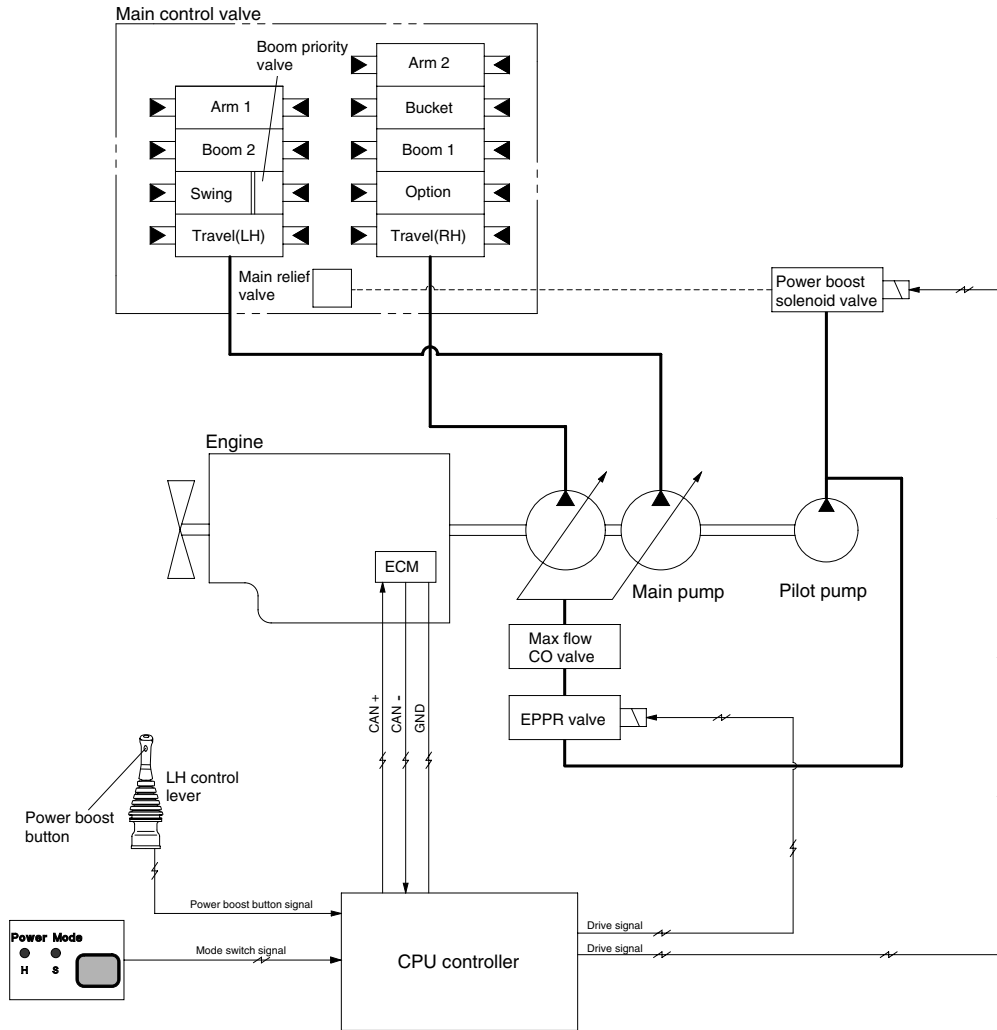 Main control valve
Boom priority
valve
Arm 2
Arm 1
Bucket
Boom 2
Boom 1
Swing
Option
Travel(LH)
Travel(RH)
Main relief
valve
Power boost
solenoid valve
Engine
ECM
Main pump
Pilot pump
Max flow
CO valve
EPPR valve
CAN +
CAN -
GND
LH control
lever
Power boost
button
Power boost button signal
Mode switch signal
Power Mode
H S
CPU controller
Drive signal
Drive signal